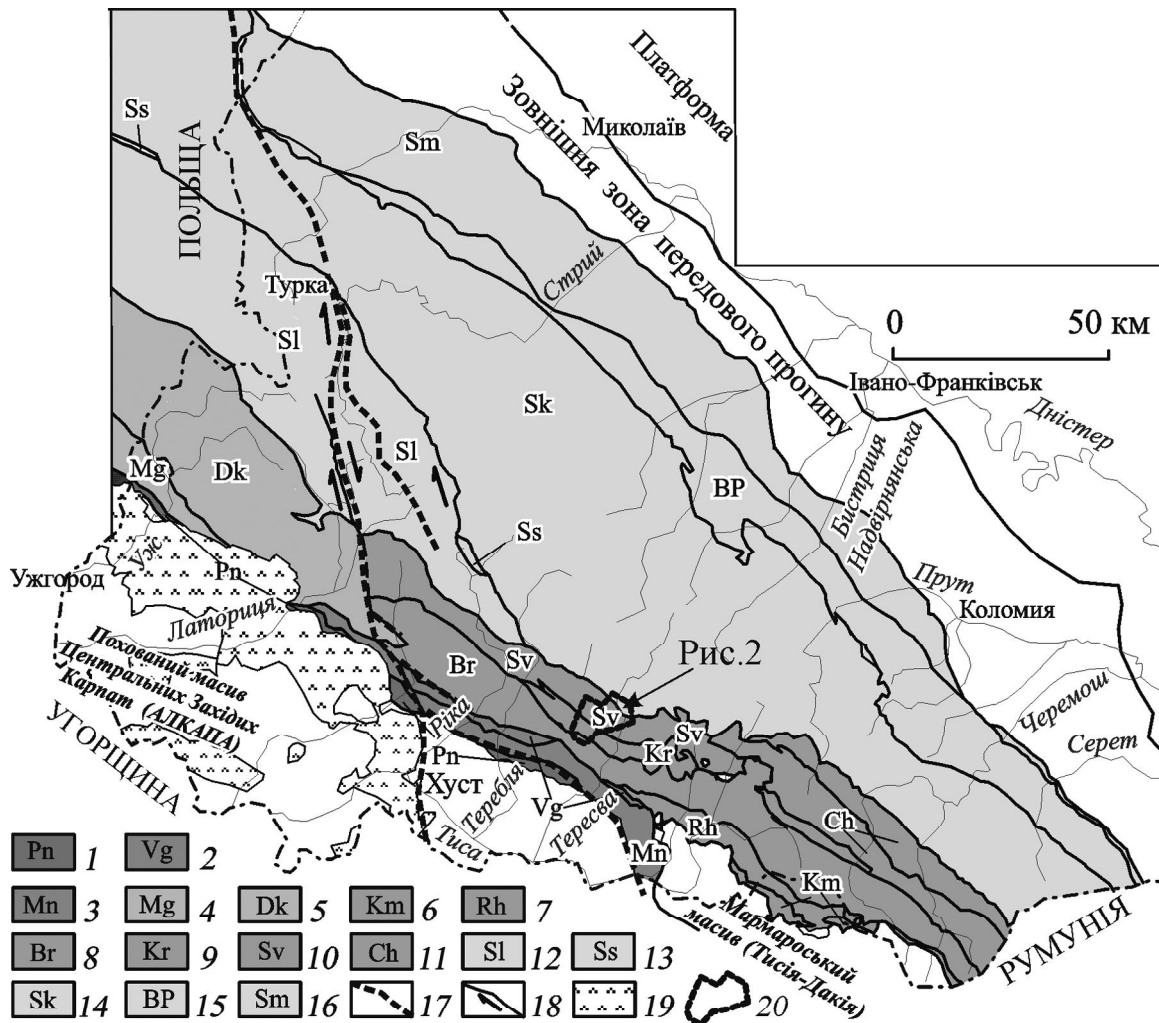 Платформа
Зовнішня зона передового прогину
Миколаїв
Ss
Sm
ПОЛЬЩА
Стрий
Турка
0 50 км
Sl
Івано-Франківськ
Дністер
Sk
Бистриця
Надвірнянська
Mg
Dk
Sl
BP
Ss
Уж
Ужгород
Pn
Прут
Коломия
Латориця
Рис.2
Похований масив
Центральних Західих
Карпат (АЛКАПА)
Br
Sv
Sv
Sv
Черемош
Серет
УГОРЩИНА
Ріка
Kr
Pn
Хуст
Теребля
Vg
Тересва
Ch
Тиса
Rh
Mn
Km
Мармароський
масив (Тисія-Дакія)
РУМУНІЯ
Pn 1 Vg 2
Mn 3 Mg 4 Dk 5 Km 6 Rh 7
Br 8 Kr 9 Sv 10 Ch 11 Sl 12 Ss 13
Sk 14 BP 15 Sm 16 17 18 19 20